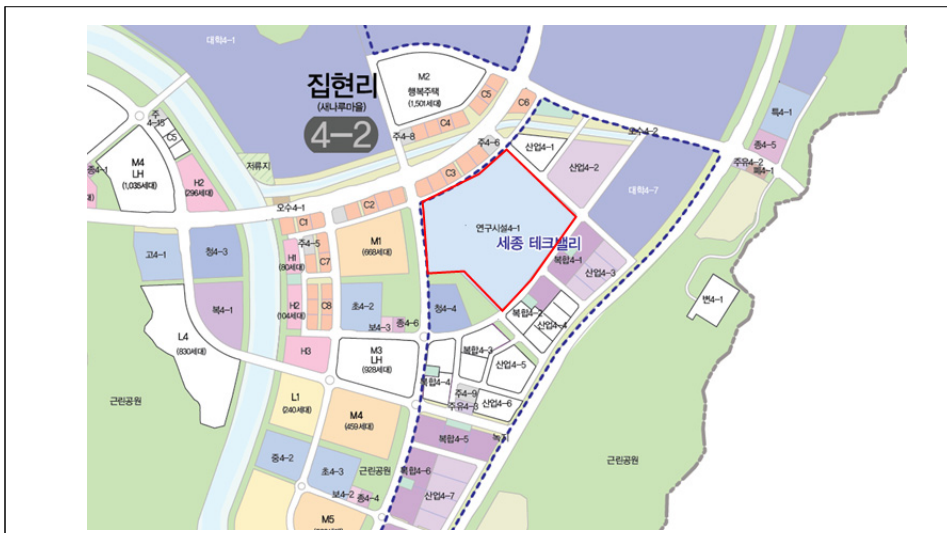 대학4-1
집현리
(새나루마을)
4-2
M2
행복주택
(1,501세대)
C5
C6
C4
주4-8
주4-6
오수4-2
특4-1
종4-5
주유4-2
산업4-1
산업4-2
대학4-7
C5
M4
LH
(1,035세대)
H2
(296세대)
저류지
오수4-1
C3
C2
C1
연구시설4-1
세종 테크밸리
고4-1
청4-3
주4-5
H1
(80세대)
C7
M1
(668세대)
복합4-1
산업4-3
변4-1
복4-1
H2
(104세대)
C8
초4-2
보4-3
종4-6
청4-4
복합4-2
산업4-4
L4
(830세대)
H3
M3
LH
(928세대)
복합4-3
산업4-5
복합4-4
주4-9
주유4-3
산업4-6
근린공원
L1
(240세대)
M4
(459세대)
녹지
복합4-5
근린공원
중4-2
초4-3
근린공원
보4-2
종4-4
복합4-6
산업4-7
M5